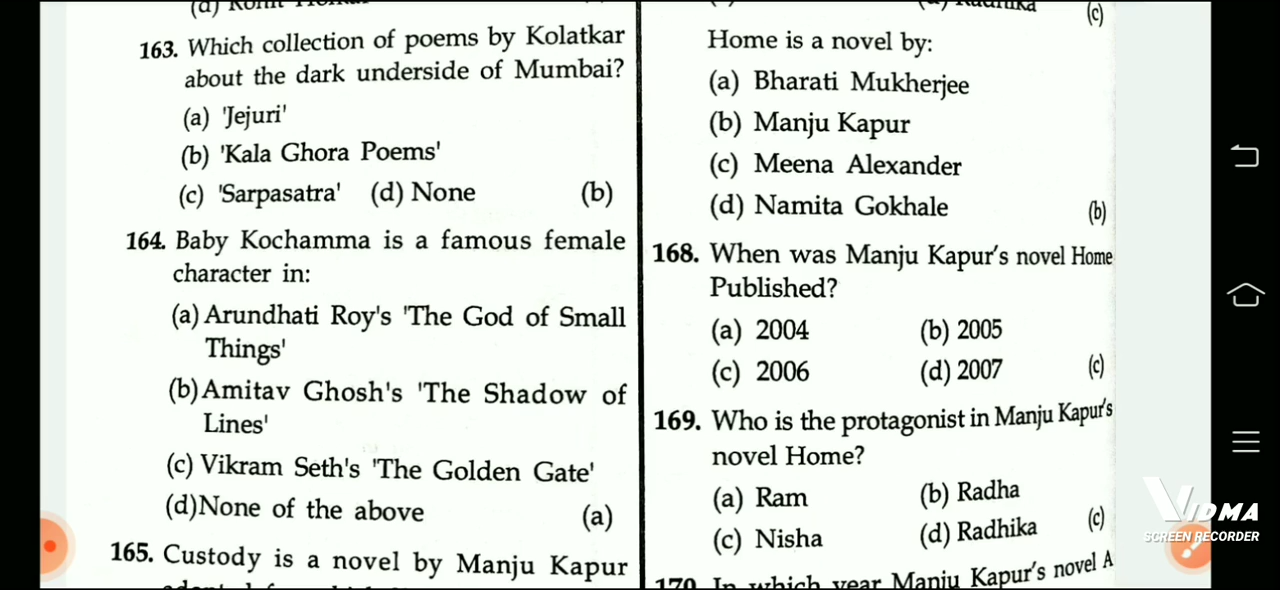 163. Which collection of poems by Kolatkar
about the dark underside of Mumbai?
(a) 'Jejuri'
(b) 'Kala Ghora Poems'
(c) 'Sarpasatra' (d) None (b)
164. Baby Kochamma is a famous female
character in:
(a) Arundhati Roy's 'The God of Small
Things'
(b) Amitav Ghosh's 'The Shadow of
Lines'
(c) Vikram Seth's 'The Golden Gate'
(d) None of the above (a)
165. Custody is a novel by Manju Kapur
(c)
Home is a novel by:
(a) Bharati Mukherjee
(b) Manju Kapur
(c) Meena Alexander
(d) Namita Gokhale (b)
168. When was Manju Kapur's novel Home
Published?
(a) 2004 (b) 2005
(c) 2006 (d) 2007 (c)
169. Who is the protagonist in Manju Kapur's
novel Home?
(a) Ram (b) Radha
(c) Nisha (d) Radhika (c)
170. In which year Manju Kapur's novel A
VIDMA
SCREEN RECORDER